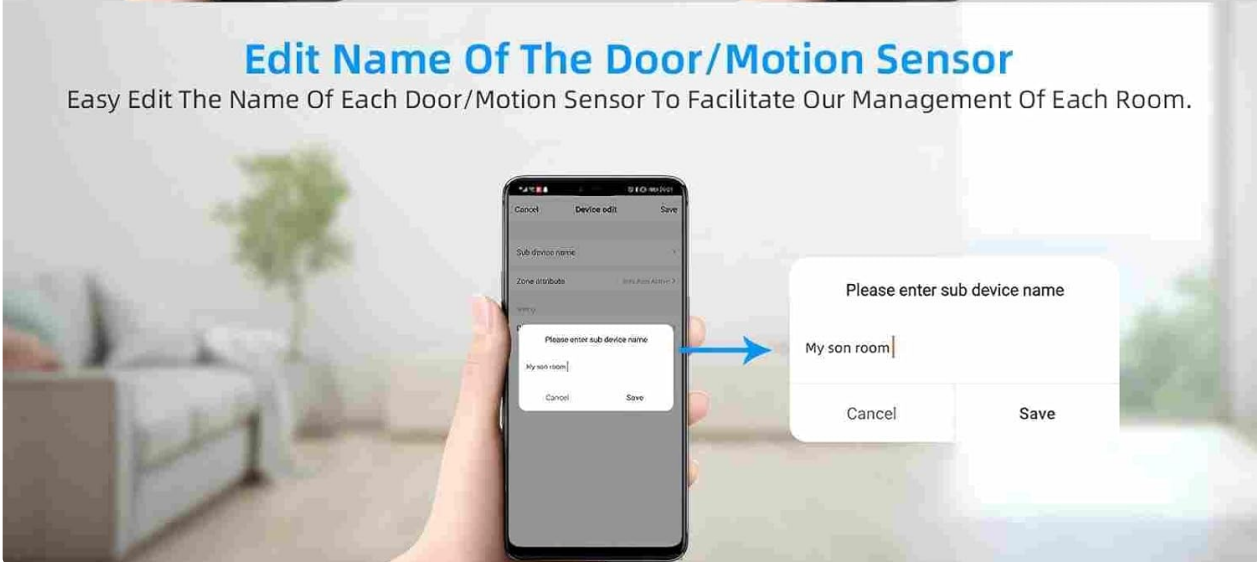 Edit Name Of The Door/Motion Sensor
Easy Edit The Name Of Each Door/Motion Sensor To Facilitate Our Management Of Each Room.
Cancel Device edit Save
Sub device name
Zone attribute
Please enter sub device name
My son room
Cancel Save
Please enter sub device name
My son room
Cancel Save